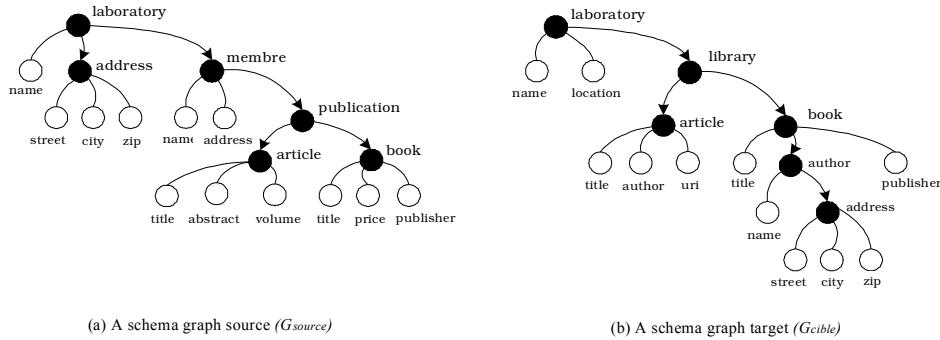 laboratory
address
membre
name
publication
street city zip
name address
article
book
title abstract volume title price publisher
(a) A schema graph source (Gsource)
laboratory
library
name location
article
book
title author uri
title
author
publisher
name
address
street city zip
(b) A schema graph target (Gcible)